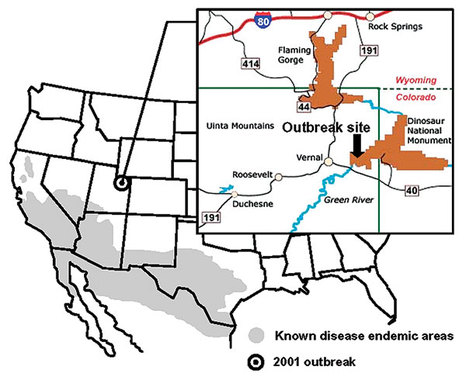 80
Rock Springs
Flaming
Gorge
191
414
Wyoming
Colorado
44
Dinosaur
National
Monument
Uinta Mountains
Outbreak site
Vernal
Roosevelt
40
Duchesne
Green River
191
Known disease endemic areas
2001 outbreak